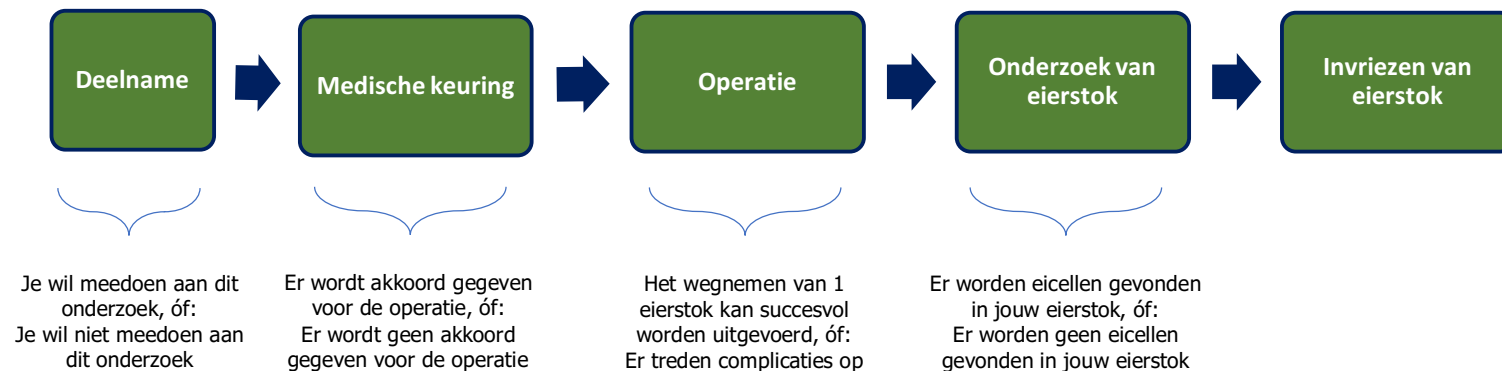 Deelname
Medische keuring
Operatie
Onderzoek van
eierstok
Invriezen van
eierstok
Je wil meedoen aan dit
onderzoek, óf:
Je wil niet meedoen aan
dit onderzoek
Er wordt akkoord gegeven
voor de operatie, óf:
Er wordt geen akkoord
gegeven voor de operatie
Het wegnemen van 1
eierstok kan succesvol
worden uitgevoerd, óf:
Er treden complicaties op
Er worden eicellen gevonden
in jouw eierstok, óf:
Er worden geen eicellen
gevonden in jouw eierstok